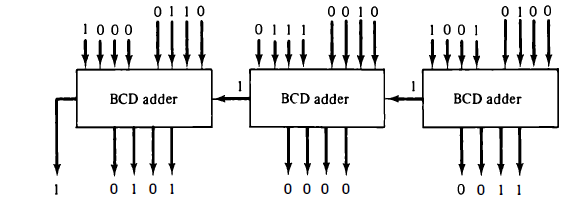 1 0 0 0 0 1 1 0 0 1 1 1 0 0 1 0 1 0 0 1 0 1 0 0
BCD adder 1 BCD adder 1 BCD adder
1 0 1 0 1 0 0 0 0 0 0 1 1